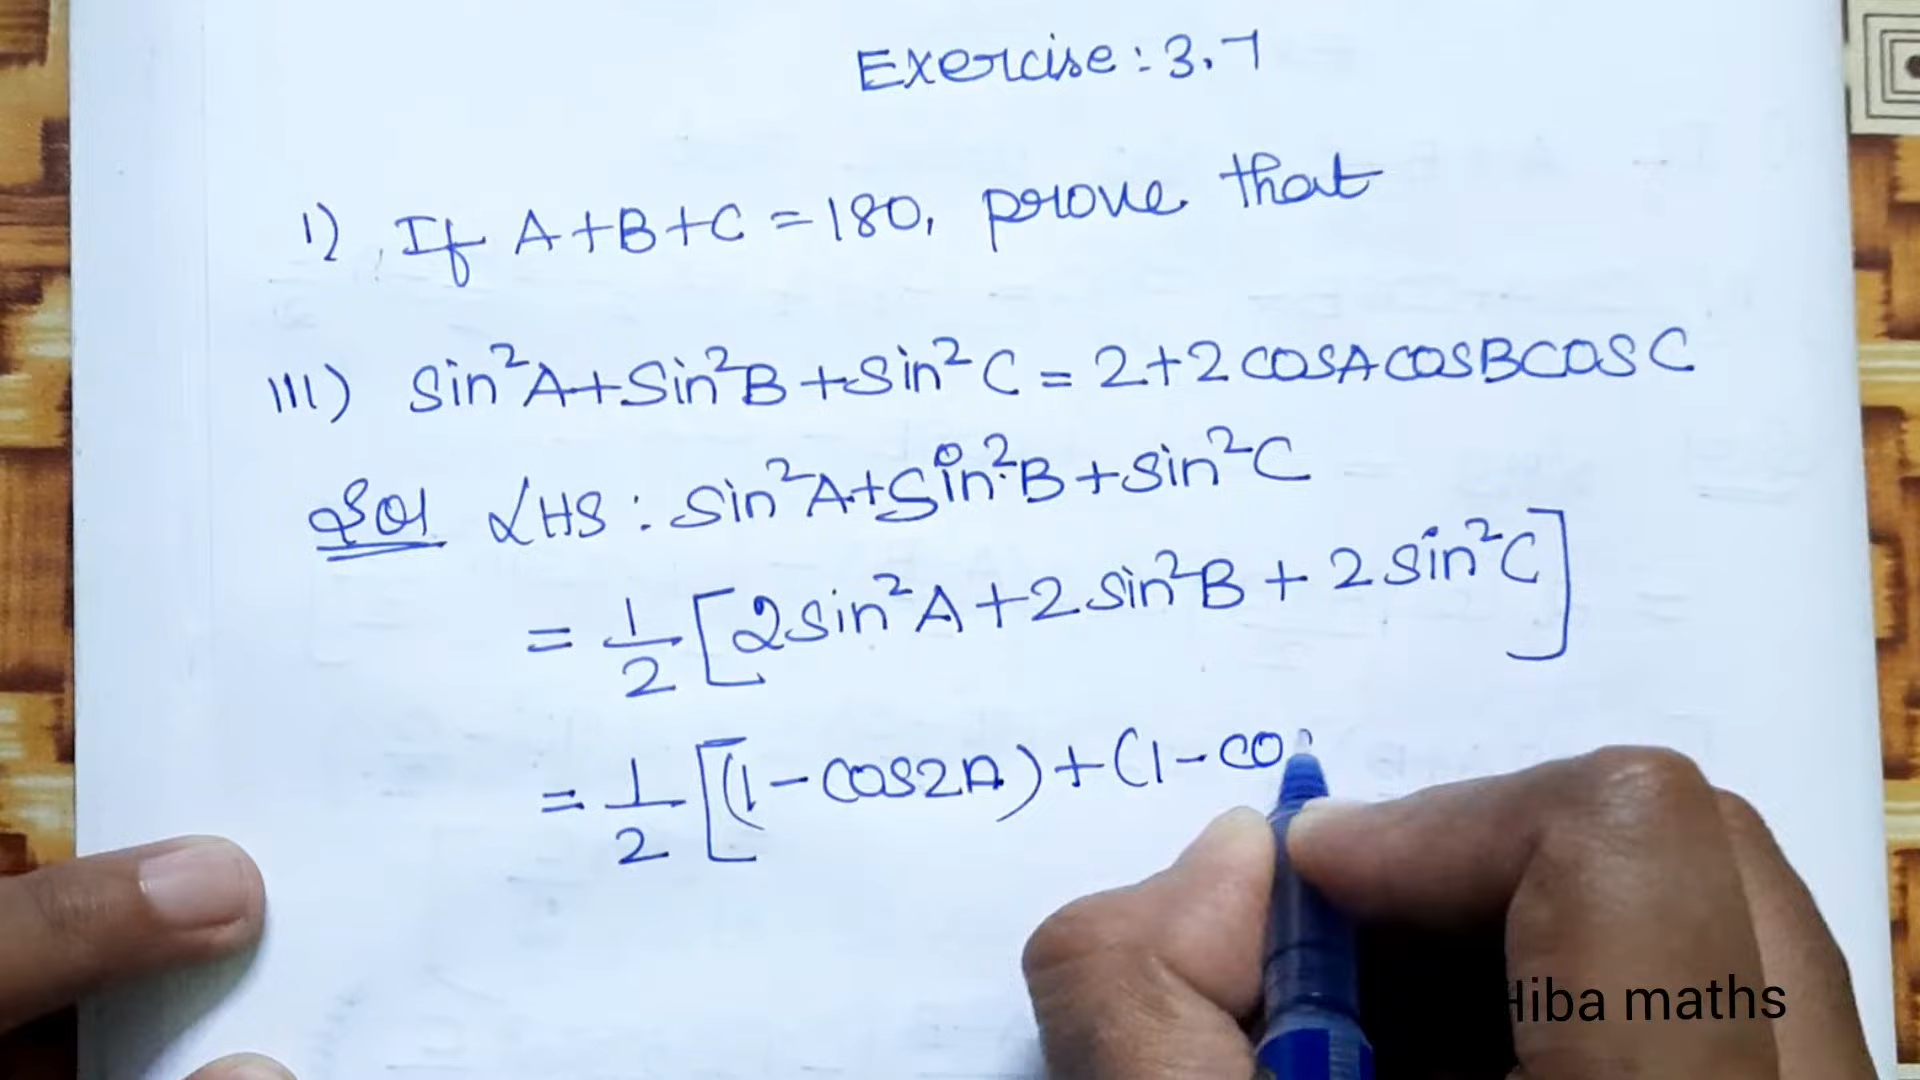 Exercise: 3.7
1) If A+B+C=180, prove that
III) Sin²A+Sin²B+Sin²C=2+2COSACOSBCOSC
Sol LHS: Sin²A+Sin²B+Sin²C
= 1/2 [2Sin²A+2Sin²B+2Sin²C]
= 1/2 [(1-COS2A)+(1-CO
Hiba maths